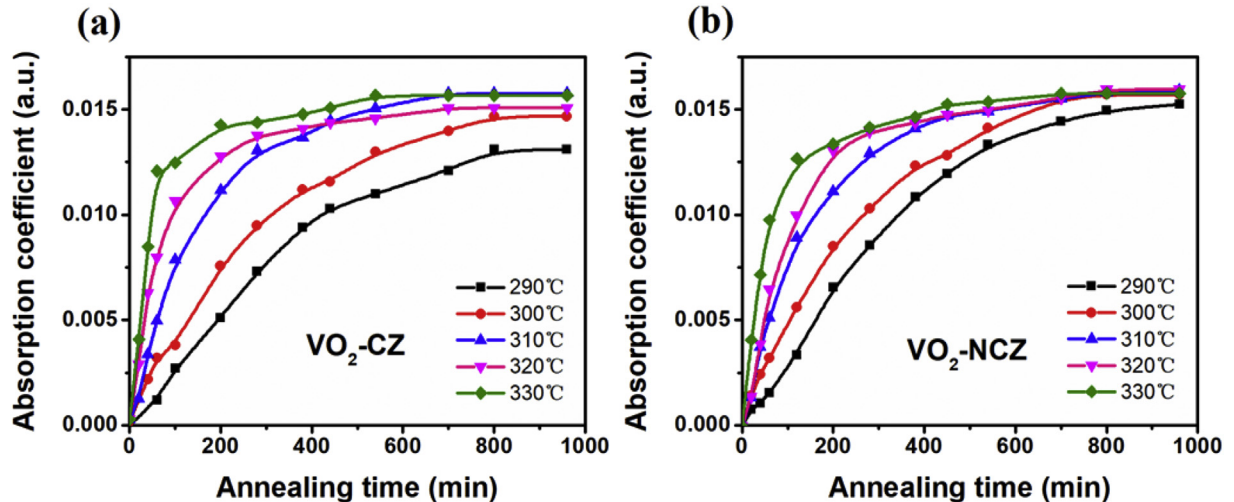 (a)
Absorption coefficient (a.u.)
0.015
0.010
0.005
0.000
0 200 400 600 800 1000
Annealing time (min)
VO₂-CZ
290℃
300℃
310℃
320℃
330℃
(b)
Absorption coefficient (a.u.)
0.015
0.010
0.005
0.000
0 200 400 600 800 1000
Annealing time (min)
VO₂-NCZ
290℃
300℃
310℃
320℃
330℃